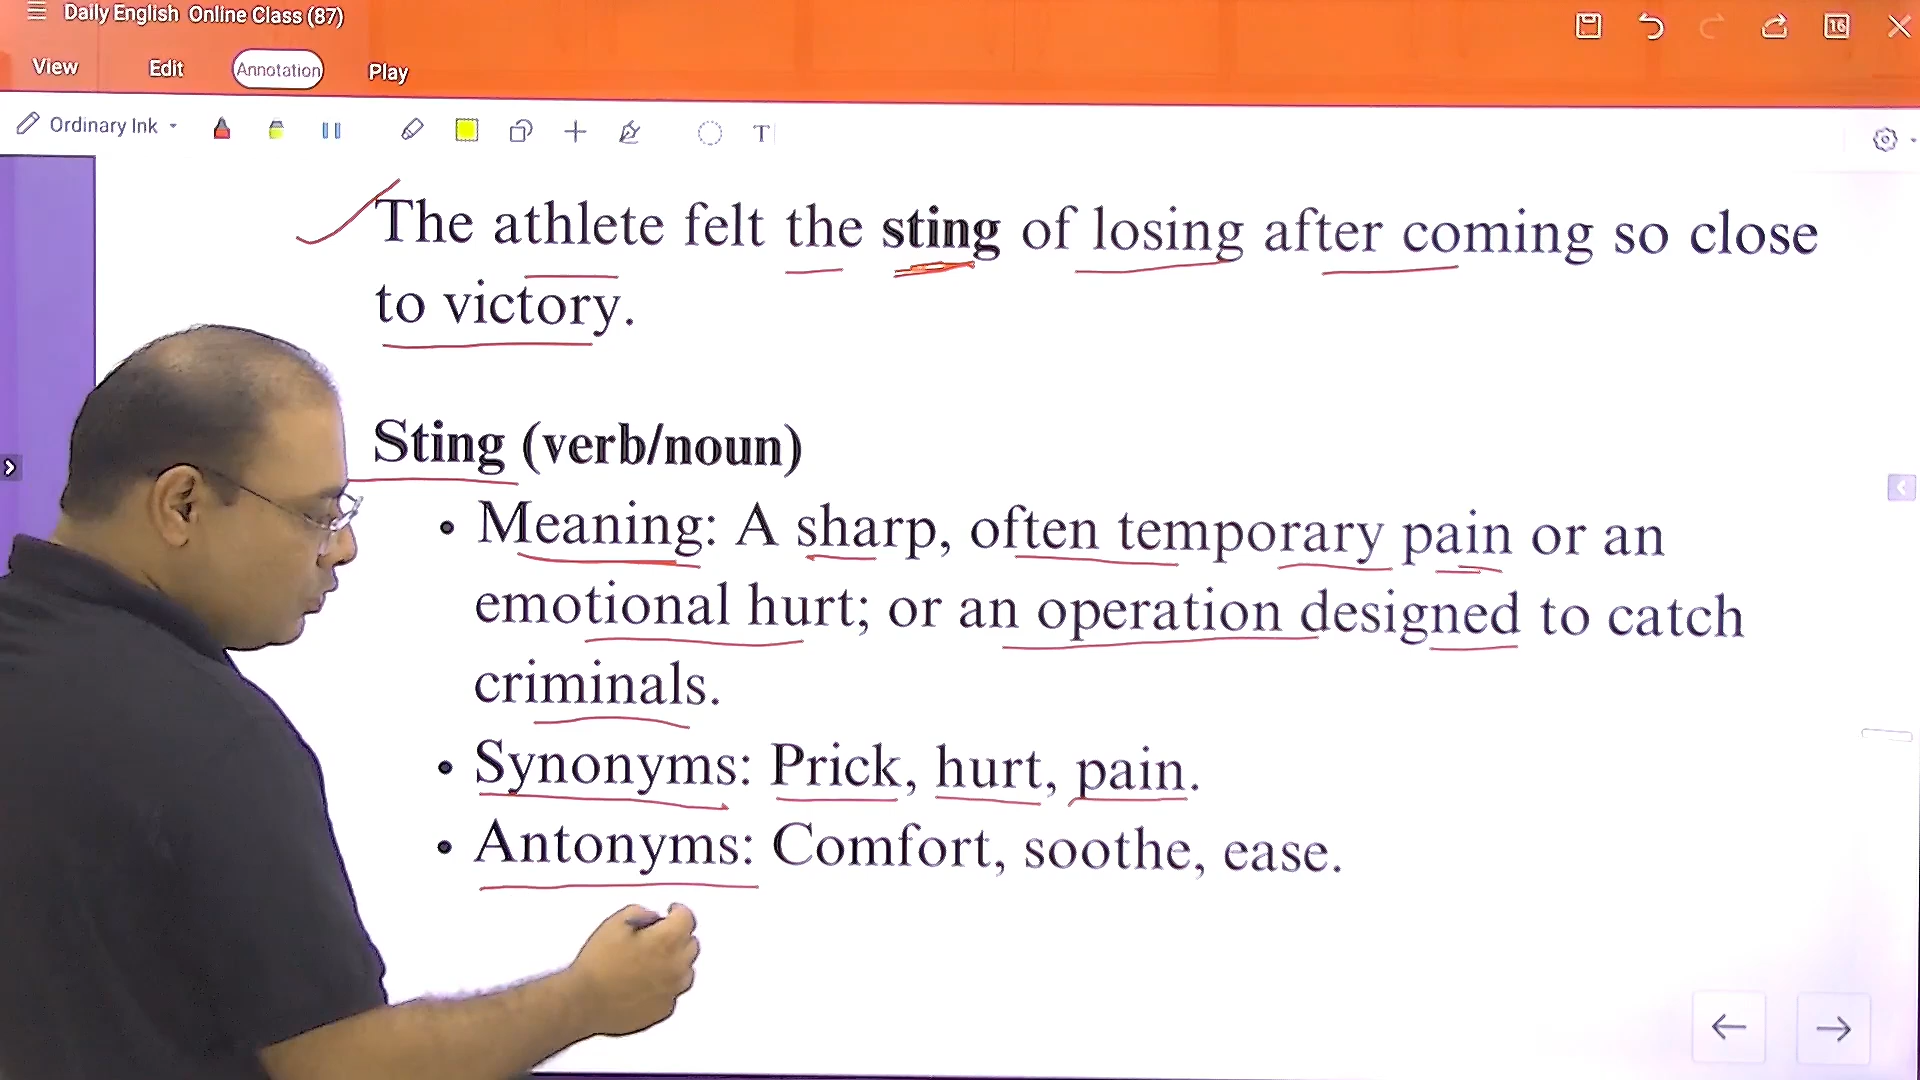 Daily English Online Class (87)
16
View Edit Annotation Play
Ordinary Ink
T
The athlete felt the sting of losing after coming so close
to victory.
Sting (verb/noun)
• Meaning: A sharp, often temporary pain or an
emotional hurt; or an operation designed to catch
criminals.
• Synonyms: Prick, hurt, pain.
• Antonyms: Comfort, soothe, ease.